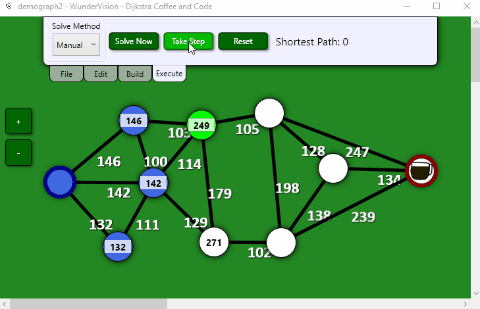 demograph2 - WunderVision - Dijkstra Coffee and Code
Solve Method
Manual
Solve Now
Take Step
Reset
Shortest Path: 0
File
Edit
Build
Execute
+
-
146
249
103
105
146
100
114
128
247
142
142
179
198
134
132
111
129
138
239
132
271
102